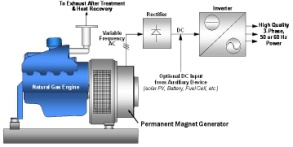 To Exhaust After Treatment
& Heat Recovery
Variable
Frequency
AC
Rectifier
DC
Inverter
High Quality
3 Phase,
50 or 60 Hz
Power
Optional DC Input
from Auxiliary Device
(solar PV, Battery, Fuel Cell, etc.)
Natural Gas Engine
Permanent Magnet Generator